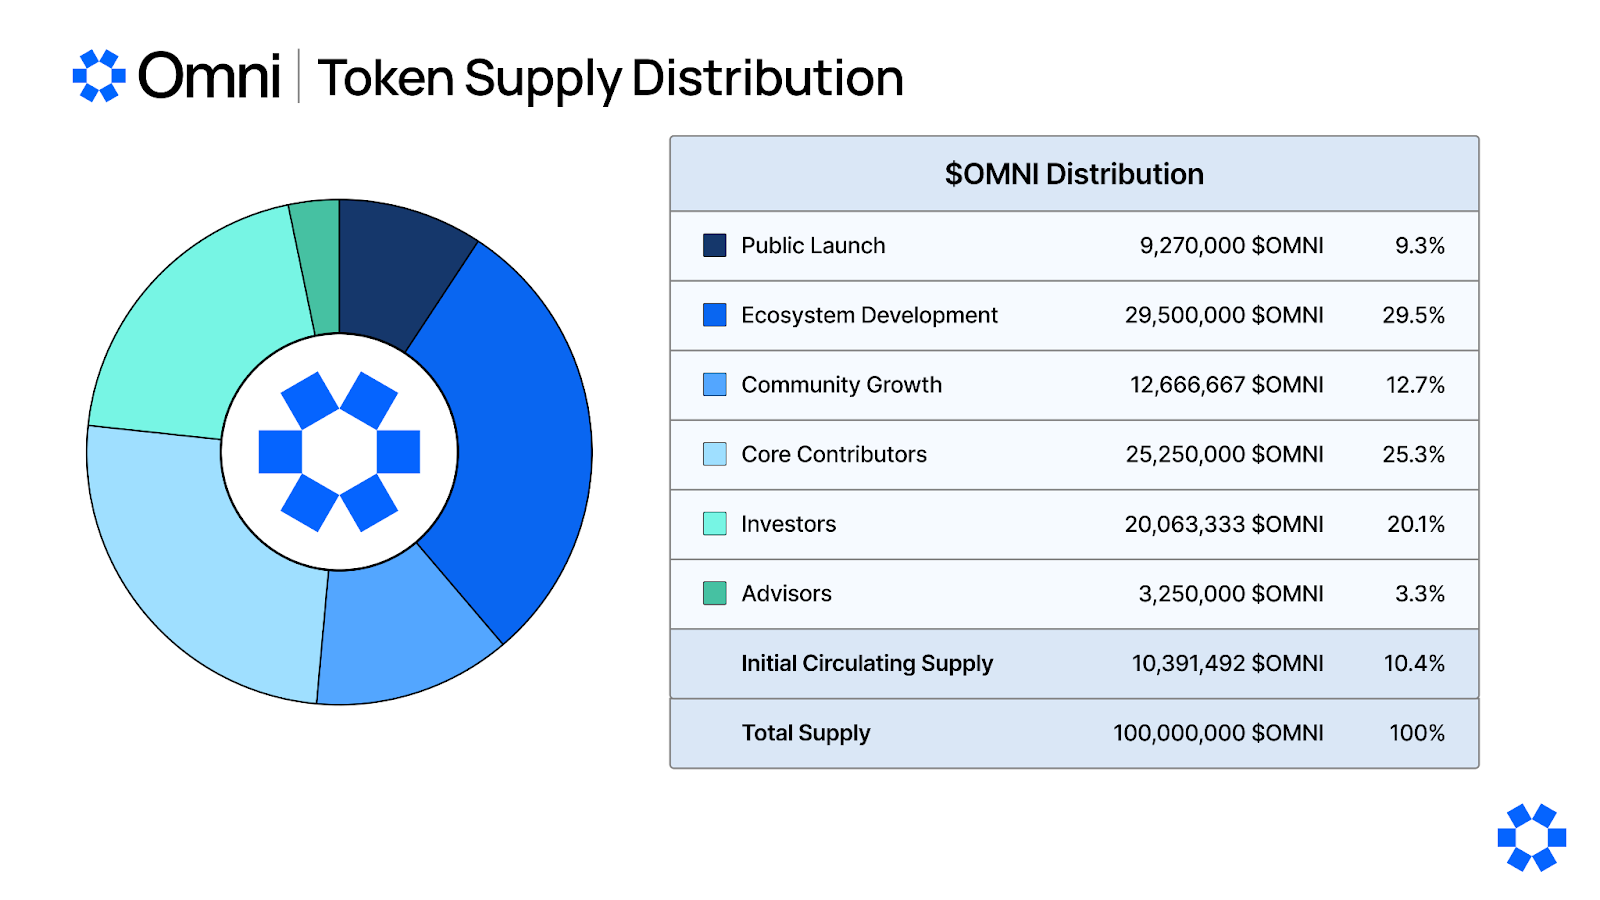 Omni | Token Supply Distribution
$OMNI Distribution
Public Launch 9,270,000 $OMNI 9.3%
Ecosystem Development 29,500,000 $OMNI 29.5%
Community Growth 12,666,667 $OMNI 12.7%
Core Contributors 25,250,000 $OMNI 25.3%
Investors 20,063,333 $OMNI 20.1%
Advisors 3,250,000 $OMNI 3.3%
Initial Circulating Supply 10,391,492 $OMNI 10.4%
Total Supply 100,000,000 $OMNI 100%